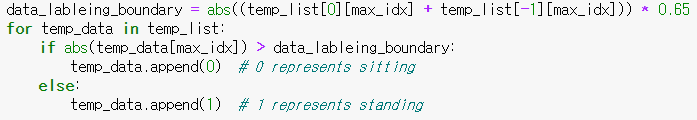 data_lableing_boundary = abs((temp_list[0][max_idx] + temp_list[-1][max_idx])) * 0.65
for temp_data in temp_list:
    if abs(temp_data[max_idx]) > data_lableing_boundary:
        temp_data.append(0)  # 0 represents sitting
    else:
        temp_data.append(1)  # 1 represents standing